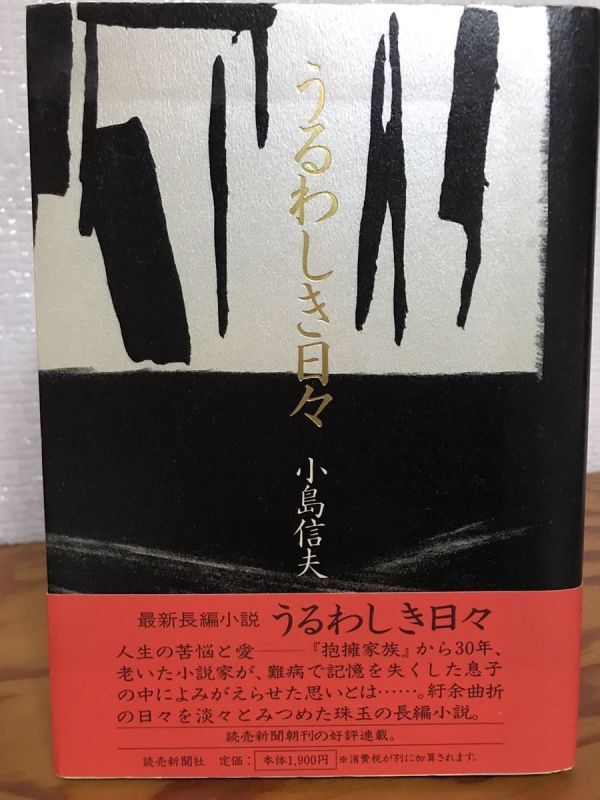 うるわしき日々
小島信夫
最新長編小説 うるわしき日々
人生の苦悩と愛――『抱擁家族』から30年、
老いた小説家が、難病で記憶を失くした息子
の中によみがえらせた思いとは……。紆余曲折
の日々を淡々とみつめた珠玉の長編小説。
読売新聞朝刊の好評連載。
読売新聞社 定価：本体1,900円 ※消費税が別に加算されます。